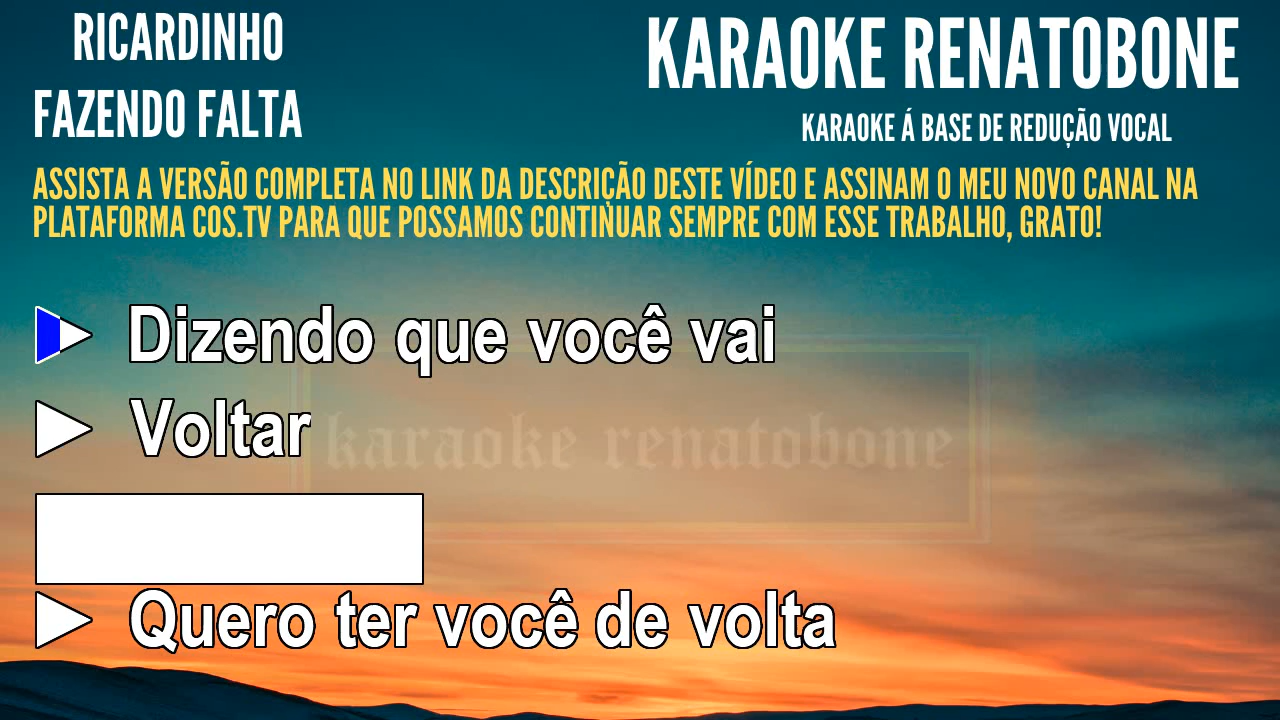 RICARDINHO
FAZENDO FALTA
KARAOKE RENATOBONE
KARAOKE Á BASE DE REDUÇÃO VOCAL
ASSISTA A VERSÃO COMPLETA NO LINK DA DESCRIÇÃO DESTE VÍDEO E ASSINAM O MEU NOVO CANAL NA
PLATAFORMA COS.TV PARA QUE POSSAMOS CONTINUAR SEMPRE COM ESSE TRABALHO, GRATO!
Dizendo que você vai
Voltar
karaoke renatobone
Quero ter você de volta